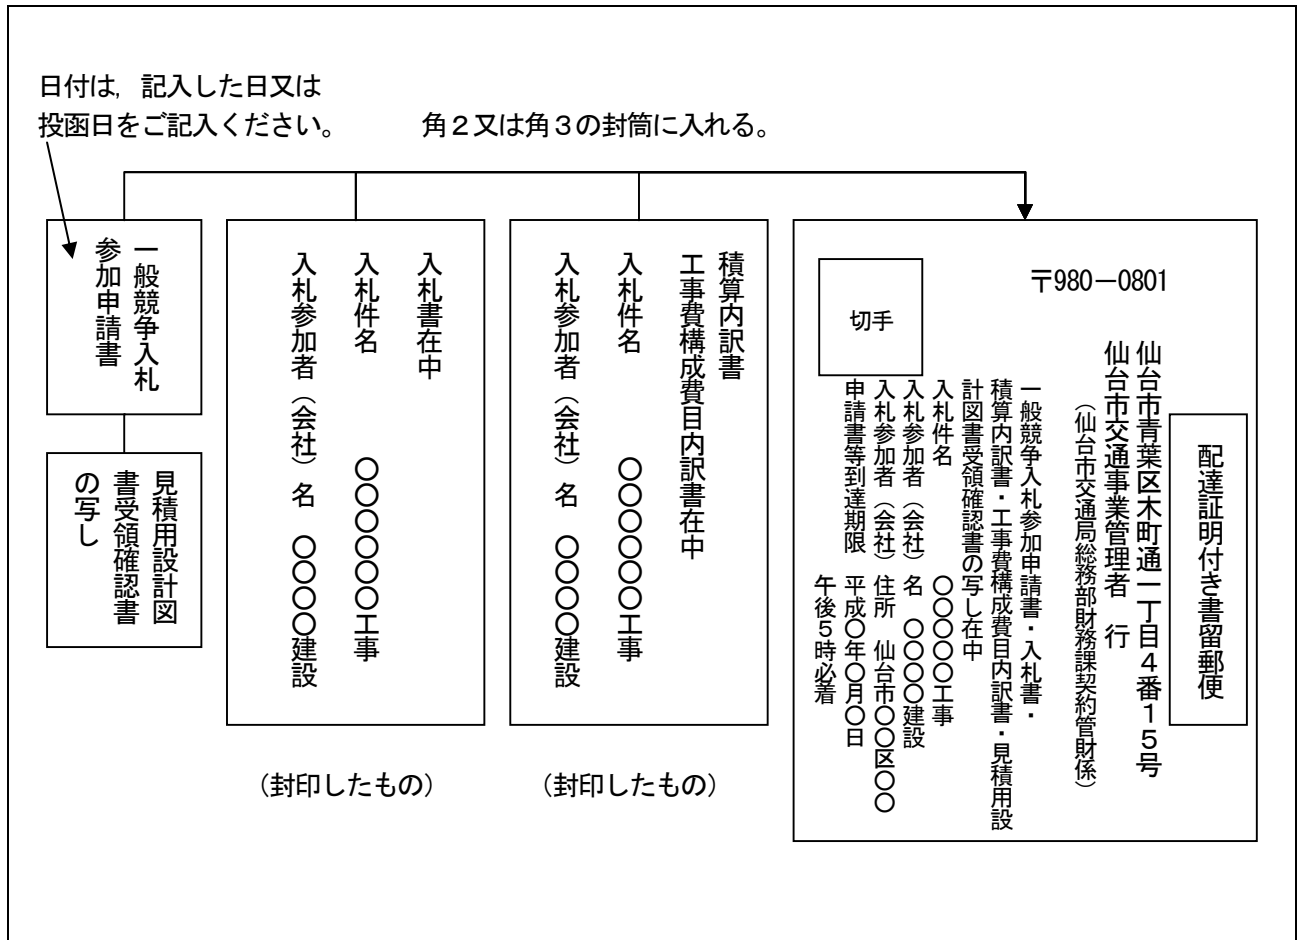 日付は，記入した日又は
投函日をご記入ください。
角２又は角３の封筒に入れる。
一般競争入札
参加申請書
見積用設計図
書受領確認書
の写し
入札書在中
入札件名　〇〇〇〇〇〇工事
入札参加者（会社）名　〇〇〇〇建設
（封印したもの）
積算内訳書
工事費構成費目内訳書在中
入札件名　〇〇〇〇〇〇工事
入札参加者（会社）名　〇〇〇〇建設
（封印したもの）
配達証明付き書留郵便
〒980－0801
仙台市青葉区木町通一丁目４番１５号
仙台市交通事業管理者　行
（仙台市交通局総務部財務課契約管財係）
切手
一般競争入札参加申請書・入札書・
積算内訳書・工事費構成費目内訳書・見積用設
計図書受領確認書の写し在中
入札件名　〇〇〇〇〇工事
入札参加者（会社）名　〇〇〇〇建設
入札参加者（会社）住所　仙台市〇〇区〇〇
申請書等到達期限　平成〇年〇月〇日
午後５時必着